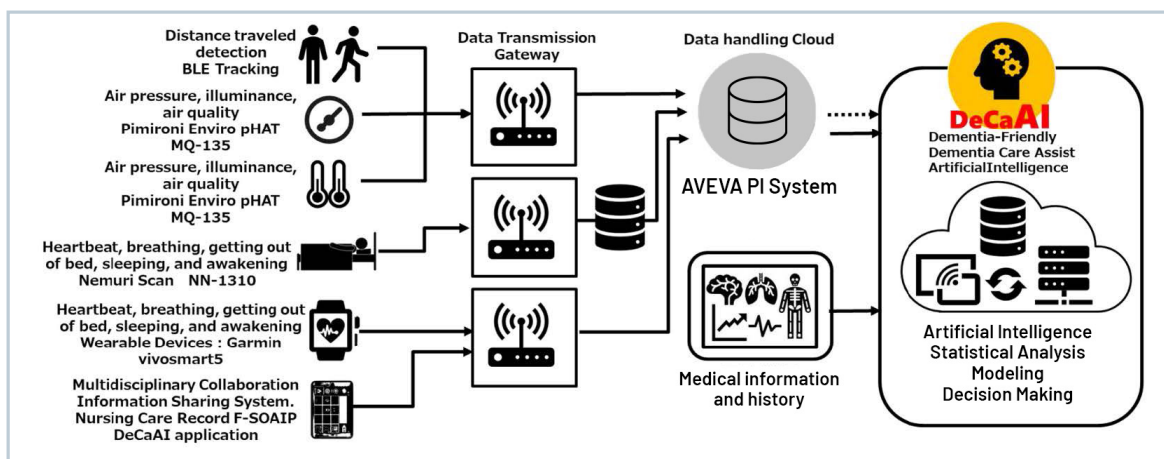 Distance traveled
detection
BLE Tracking
Air pressure, illuminance,
air quality
Pimironi Enviro pHAT
MQ-135
Air pressure, illuminance,
air quality
Pimironi Enviro pHAT
MQ-135
Heartbeat, breathing, getting out
of bed, sleeping, and awakening
Nemuri Scan NN-1310
Heartbeat, breathing, getting out
of bed, sleeping, and awakening
Wearable Devices : Garmin
vivosmart5
Multidisciplinary Collaboration
Information Sharing System.
Nursing Care Record F-SOAIP
DeCaAI application
Data Transmission
Gateway
Data handling Cloud
AVEVA PI System
Medical information
and history
DeCaAI
Dementia-Friendly
Dementia Care Assist
ArtificialIntelligence
Artificial Intelligence
Statistical Analysis
Modeling
Decision Making